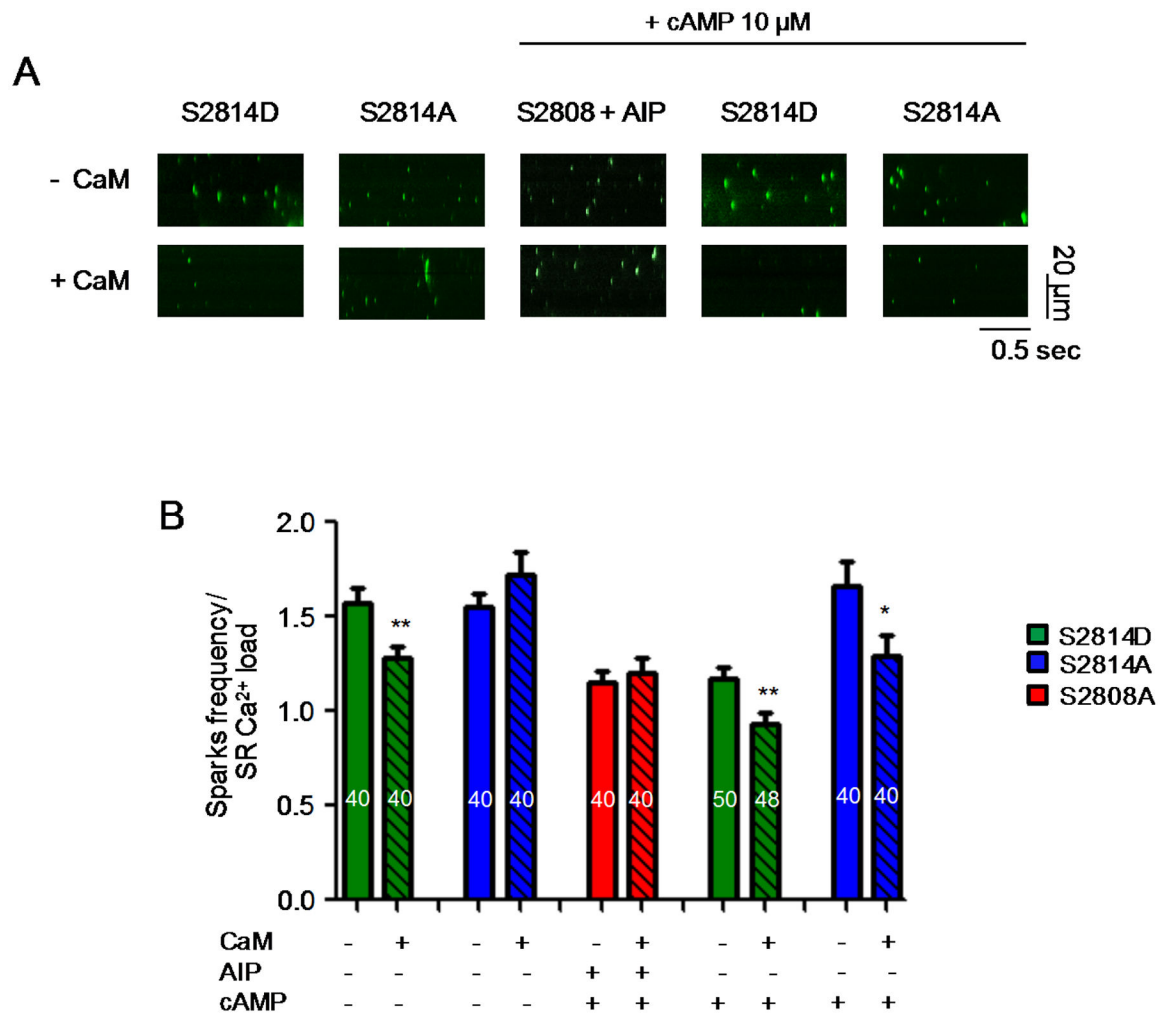 + cAMP 10 µM
A
S2814D S2814A S2808 + AIP S2814D S2814A
- CaM
+ CaM
20 µm
0.5 sec
B
Sparks frequency/
SR Ca²⁺ load
2.0
1.5
1.0
0.5
0.0
** ** *
40 40 40 40 40 40 50 48 40 40
S2814D
S2814A
S2808A
CaM - + - + - + - + - +
AIP - - - - + + - - - -
cAMP - - - - + + + + + +